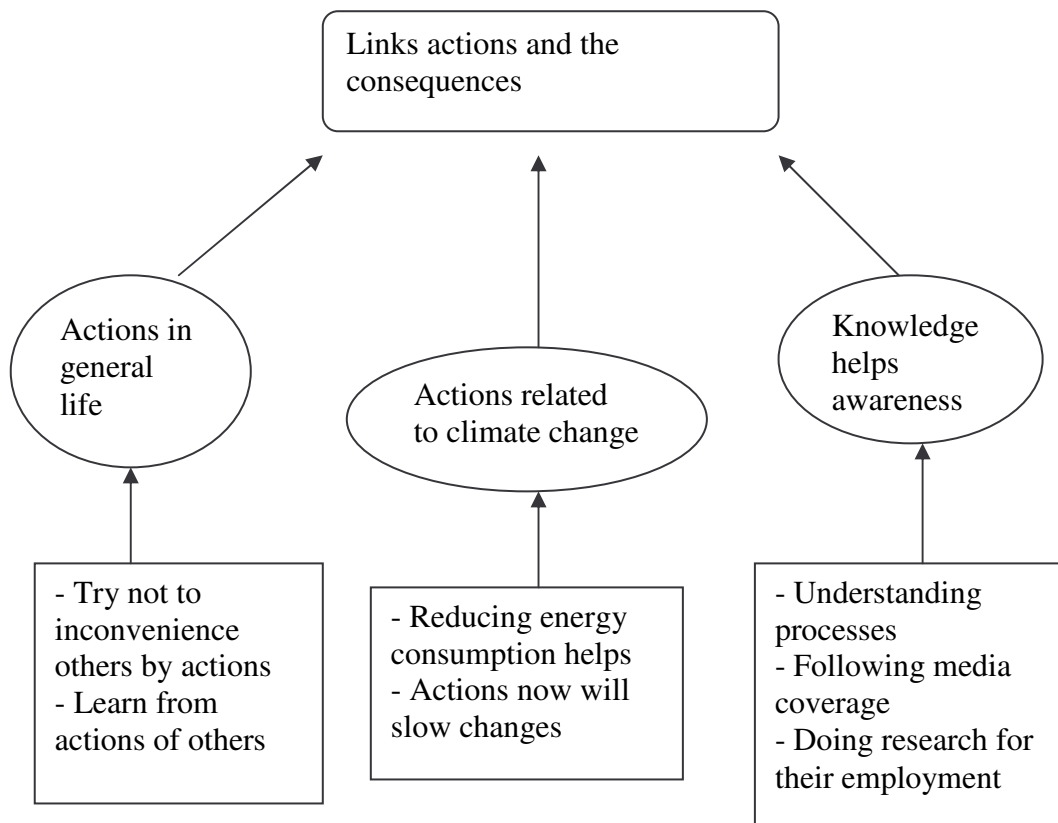 Links actions and the
consequences
Actions in
general
life
Actions related
to climate change
Knowledge
helps
awareness
- Try not to
inconvenience
others by actions
- Learn from
actions of others
- Reducing energy
consumption helps
- Actions now will
slow changes
- Understanding
processes
- Following media
coverage
- Doing research for
their employment